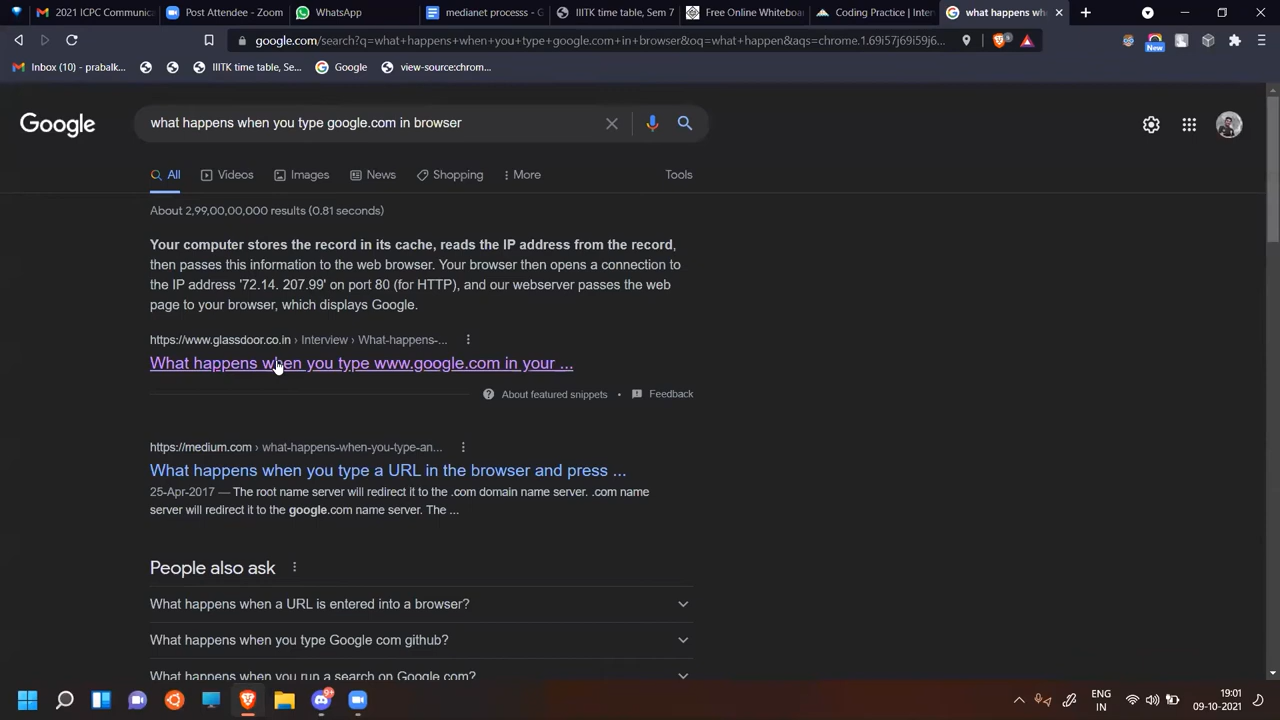 2021 ICPC Communica
Post Attendee - Zoom
WhatsApp
medianet processs - G
IIITK time table, Sem 7
Free Online Whiteboa
Coding Practice | Inter
what happens wh
google.com/search?q=what+happens+when+you+type+google.com+in+browser&oq=what+happen&aqs=chrome.1.69i57j69i59j6...
New
Inbox (10) - prabalk...
IIITK time table, Se...
Google
view-source:chrom...
Google
what happens when you type google.com in browser
All
Videos
Images
News
Shopping
More
Tools
About 2,99,00,00,000 results (0.81 seconds)
Your computer stores the record in its cache, reads the IP address from the record,
then passes this information to the web browser. Your browser then opens a connection to
the IP address '72.14. 207.99' on port 80 (for HTTP), and our webserver passes the web
page to your browser, which displays Google.
https://www.glassdoor.co.in › Interview › What-happens-...
What happens when you type www.google.com in your ...
About featured snippets • Feedback
https://medium.com › what-happens-when-you-type-an...
What happens when you type a URL in the browser and press ...
25-Apr-2017 — The root name server will redirect it to the .com domain name server. .com name
server will redirect it to the google.com name server. The ...
People also ask
What happens when a URL is entered into a browser?
What happens when you type Google com github?
What happens when you run a search on Google.com?
9+
ENG
IN
19:01
09-10-2021